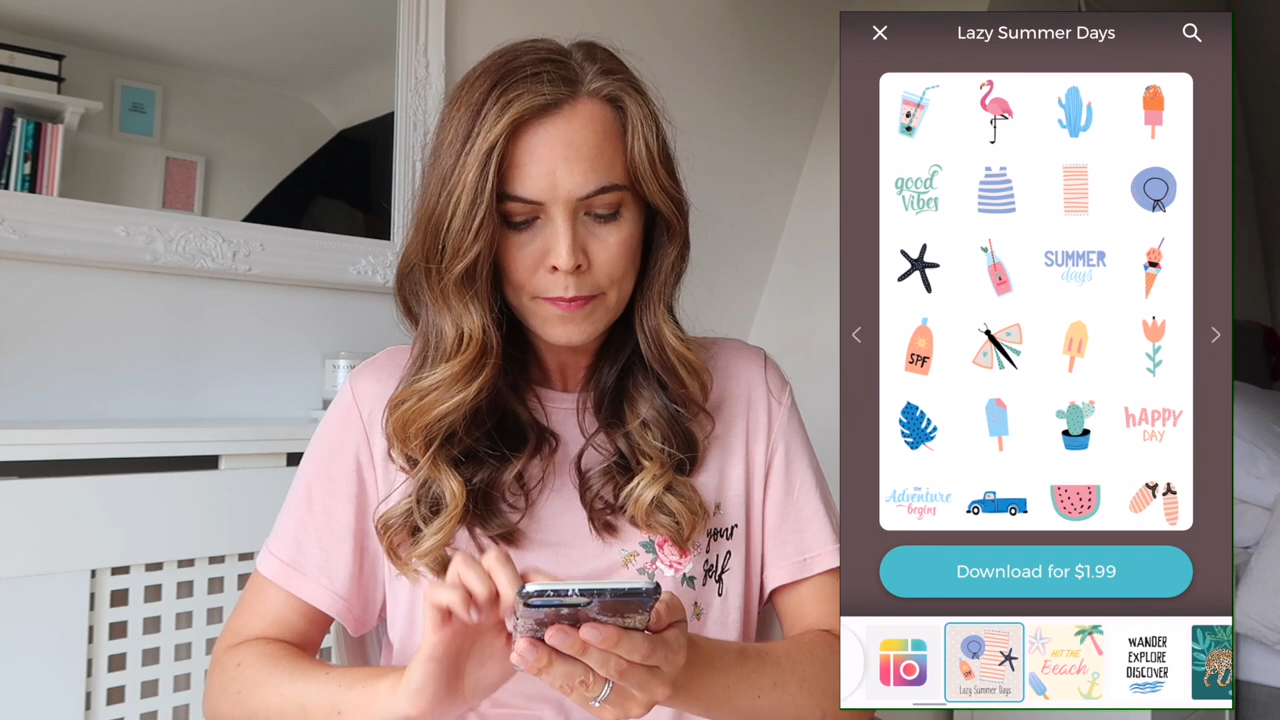 Lazy Summer Days
good
Vibes
SUMMER
days
SPF
hAPPY
DAY
the
Adventure
begins
Download for $1.99
Lazy Summer Days
HIT THE
Beach
WANDER
EXPLORE
DISCOVER
your
self
NEOM